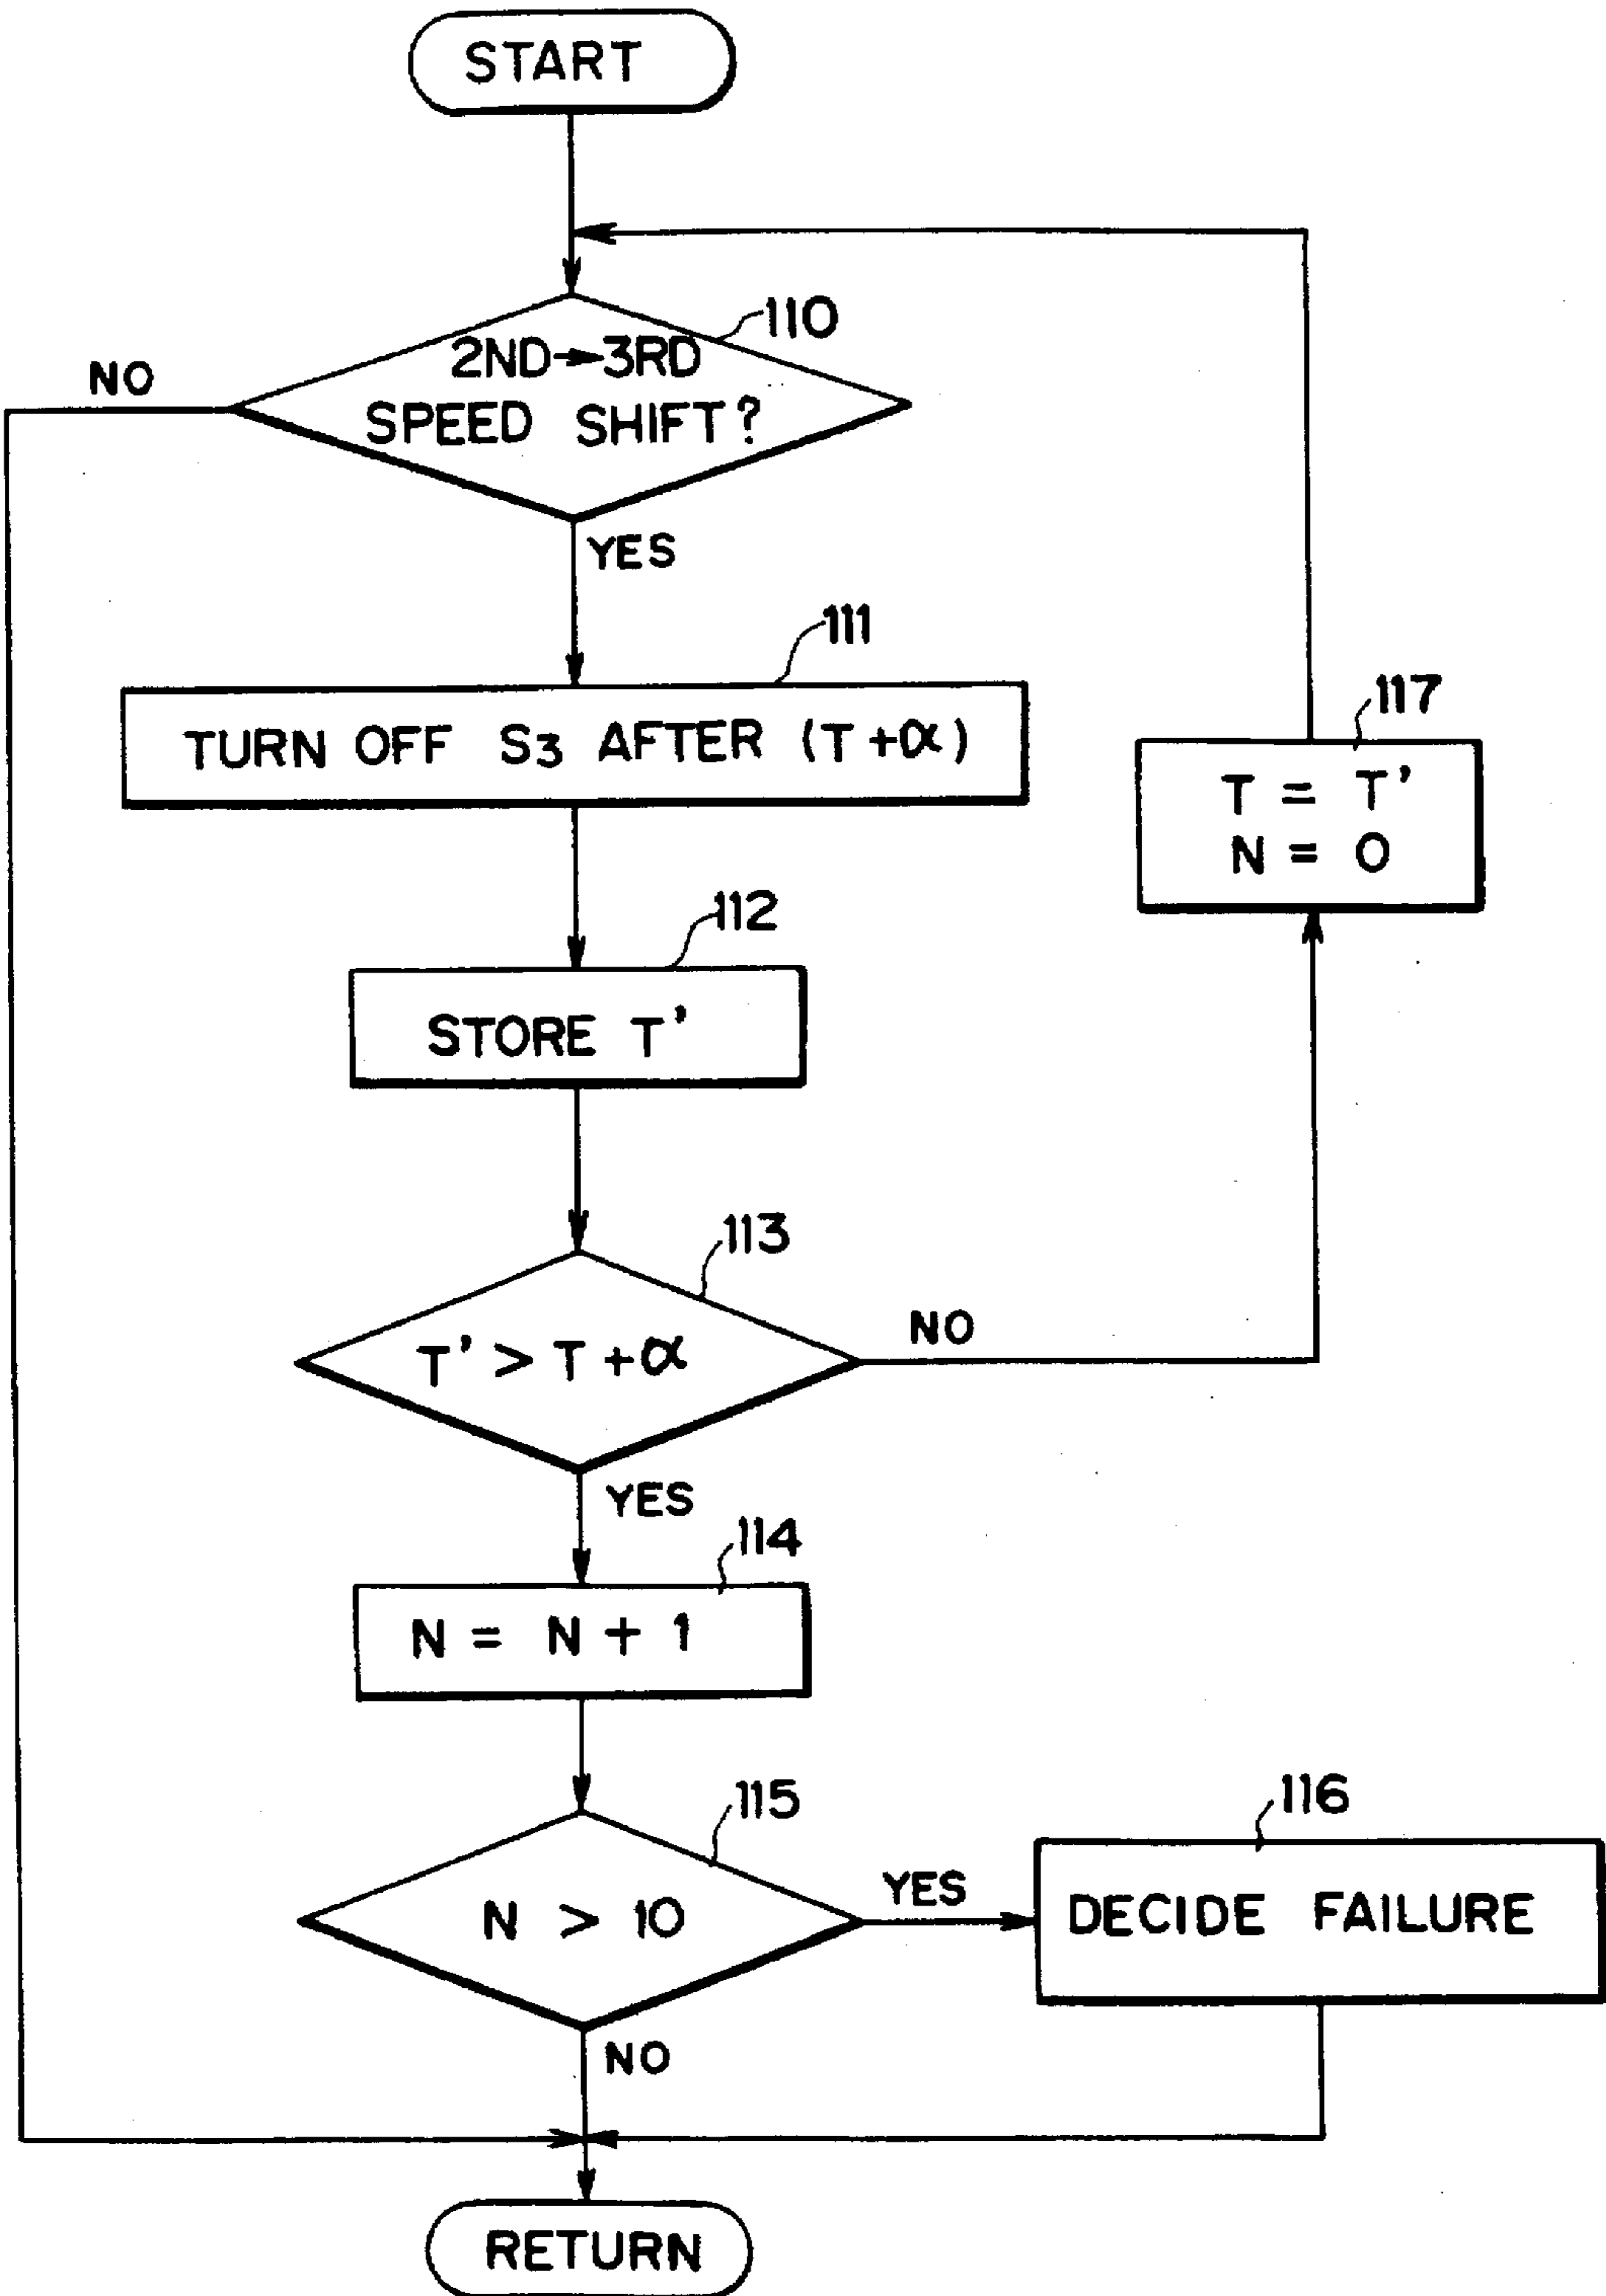 START
110
2ND→3RD
SPEED SHIFT?
NO
YES
111
TURN OFF S3 AFTER (T+α)
117
T = T'
N = 0
112
STORE T'
113
T' > T+α
NO
YES
114
N = N + 1
115
N > 10
YES
116
DECIDE FAILURE
NO
RETURN